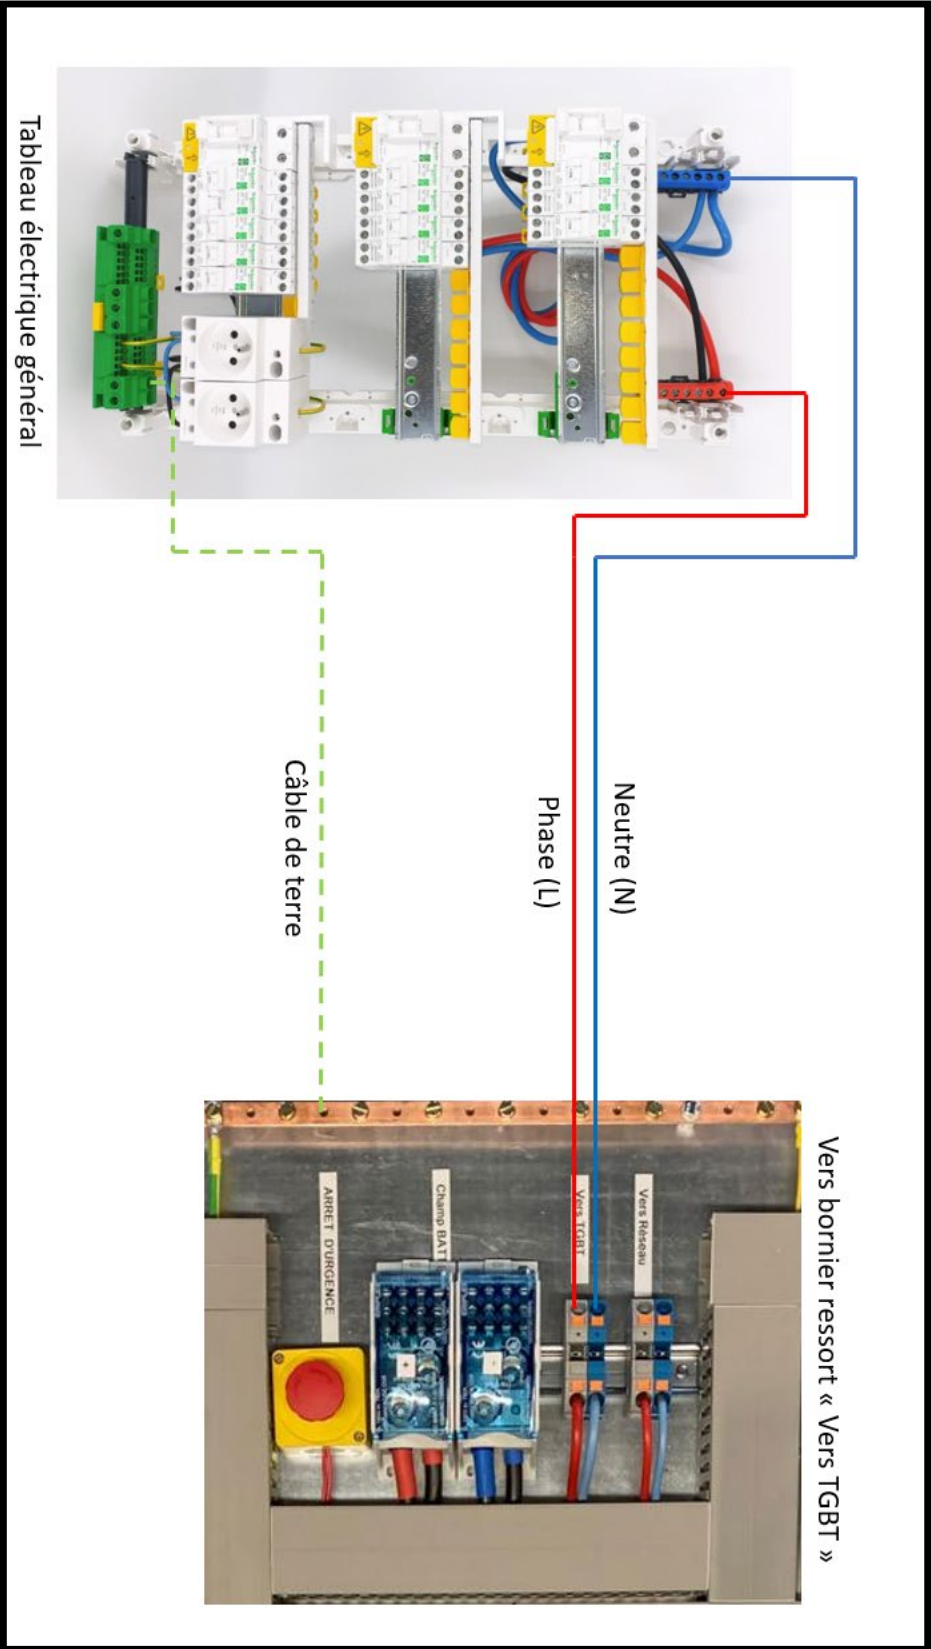 Vers bornier ressort « Vers TGBT »
Tableau électrique général
Neutre (N)
Phase (L)
Câble de terre
Vers Réseau
Vers TGBT
Champ BATT
ARRET D'URGENCE